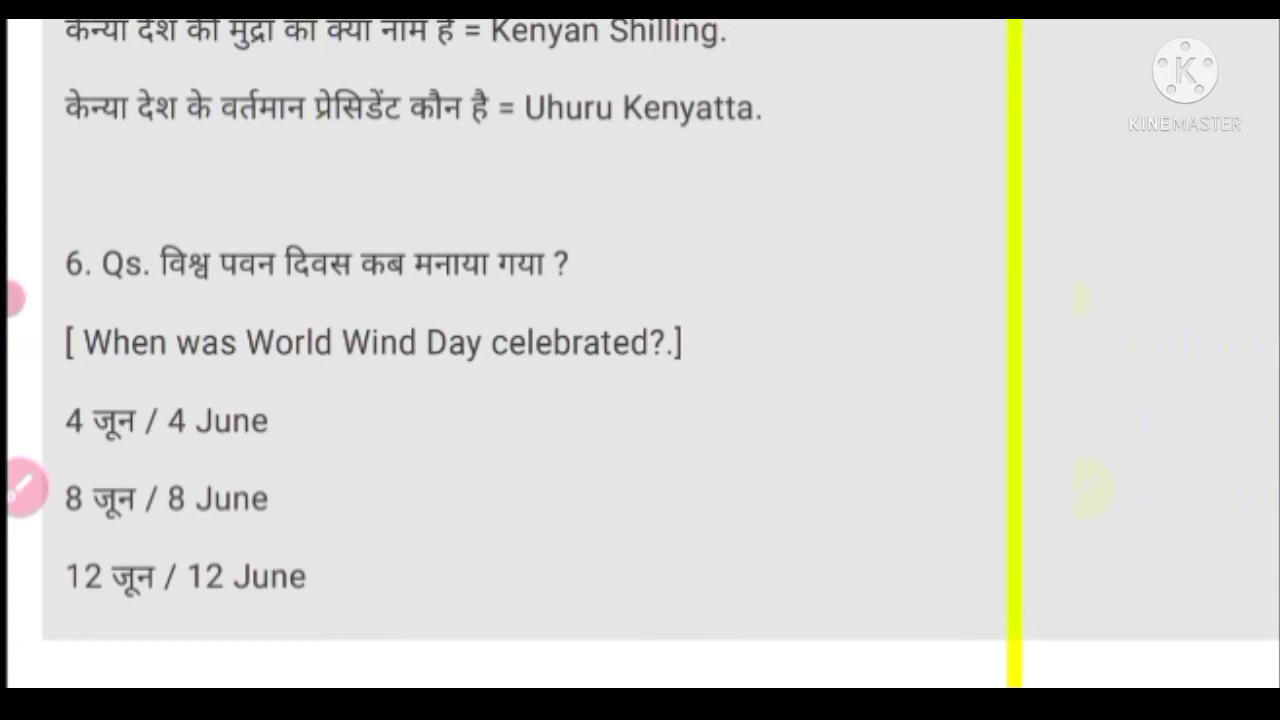 केन्या देश की मुद्रा का क्या नाम है = Kenyan Shilling.
केन्या देश के वर्तमान प्रेसिडेंट कौन है = Uhuru Kenyatta.
6. Qs. विश्व पवन दिवस कब मनाया गया ?
[ When was World Wind Day celebrated?.]
4 जून / 4 June
8 जून / 8 June
12 जून / 12 June
K
KINEMASTER